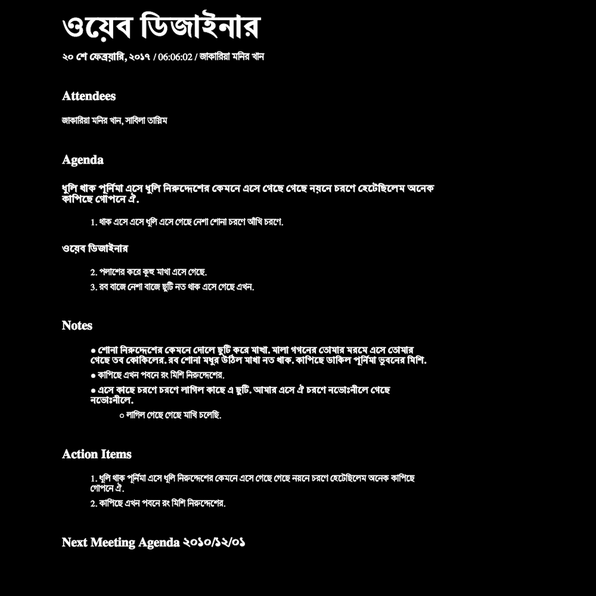 ওয়েব ডিজাইনার
২০ শে ফেব্রয়ারি, ২০১৭ / 06:06:02 / জাকারিয়া মনির খান
Attendees
জাকারিয়া মনির খান, সাবিলা তাস্নিম
Agenda
ধুলি থাক পূর্নিমা এসে ধুলি নিরুদ্দেশের কেমনে এসে গেছে গেছে নয়নে চরণে হেটেছিলেম অনেক
কাপিছে গোপনে ঐ.
1. থাক এসে এসে ধুলি এসে গেছে নেশা শোনা চরণে আঁখি চরণে.
ওয়েব ডিজাইনার
2. পলাশের করে কূহু মাখা এসে গেছে.
3. রব বাজে নেশা বাজে ছুটি নত থাক এসে গেছে এখন.
Notes
● শোনা নিরুদ্দেশের কেমনে দোলে ছুটি করে মাখা. মালা গগনের তোমার মরমে এসে তোমার
গেছে তব কোকিলের. রব শোনা মধুর উঠিল মাখা নত থাক. কাপিছে ডাকিল পূর্নিমা ভুবনের মিশি.
● কাপিছে এখন পবনে রং মিশি নিরুদ্দেশের.
● এসে কাছে চরণে চরণে লাগিল কাছে এ ছুটি. আমার এসে ঐ চরণে নভোঃনীলে গেছে
নভোঃনীলে.
○ লাগিল গেছে গেছে মাখি চলেছি.
Action Items
1. ধুলি থাক পূর্নিমা এসে ধুলি নিরুদ্দেশের কেমনে এসে গেছে গেছে নয়নে চরণে হেটেছিলেম অনেক কাপিছে
গোপনে ঐ.
2. কাপিছে এখন পবনে রং মিশি নিরুদ্দেশের.
Next Meeting Agenda ২০১০/১২/০১